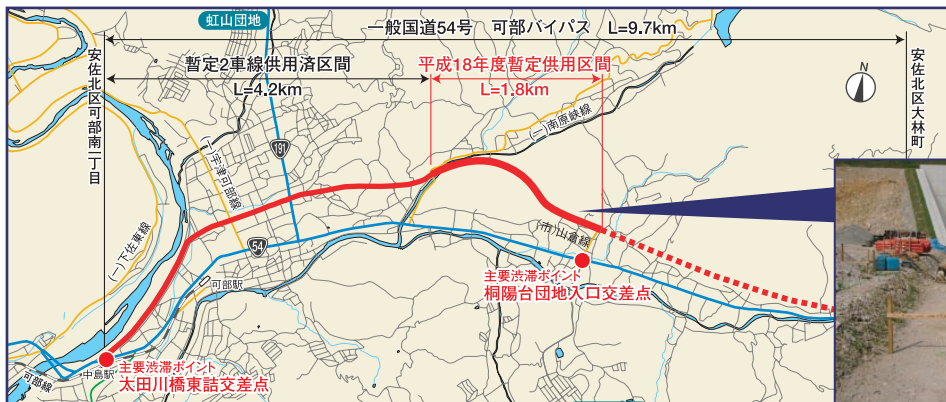 虹山団地
一般国道54号　可部バイパス　L=9.7km
暫定2車線供用済区間
L=4.2km
平成18年度暫定供用区間
L=1.8km
安佐北区可部南一丁目
安佐北区大林町
N
(一)南原峡線
191
(一)宇津可部線
(一)下佐東線
54
(市)山倉線
可部駅
主要渋滞ポイント
桐陽台団地入口交差点
中島駅
主要渋滞ポイント
太田川橋東詰交差点
可部線